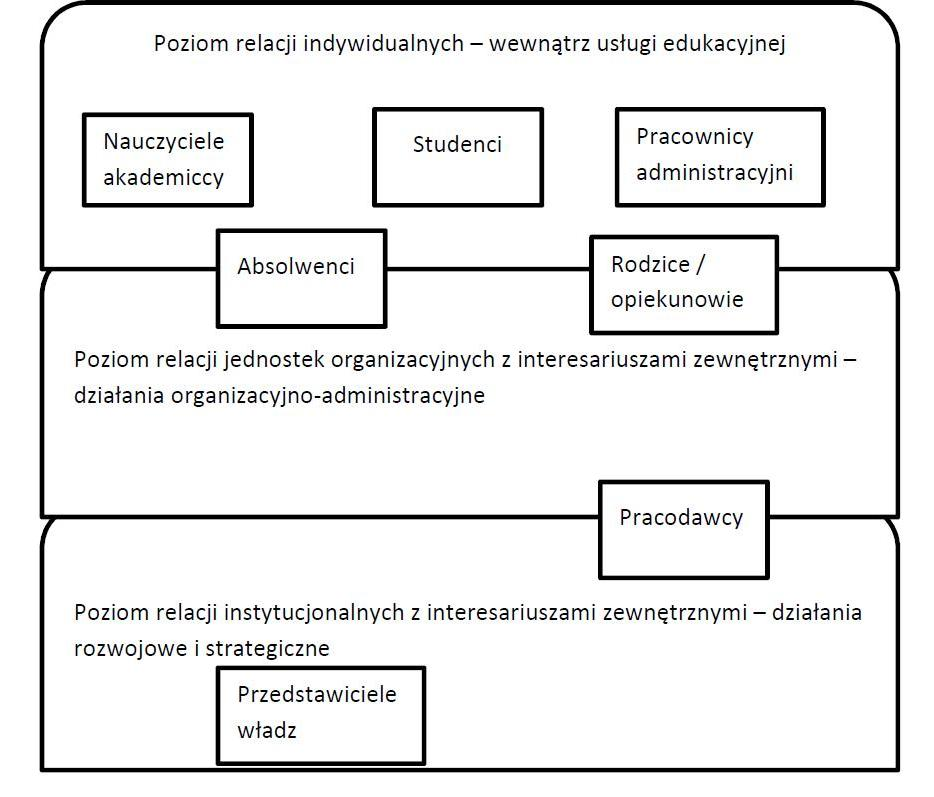 Poziom relacji indywidualnych – wewnątrz usługi edukacyjnej
Nauczyciele
akademiccy
Studenci
Pracownicy
administracyjni
Absolwenci
Rodzice /
opiekunowie
Poziom relacji jednostek organizacyjnych z interesariuszami zewnętrznymi –
działania organizacyjno-administracyjne
Pracodawcy
Poziom relacji instytucjonalnych z interesariuszami zewnętrznymi – działania
rozwojowe i strategiczne
Przedstawiciele
władz